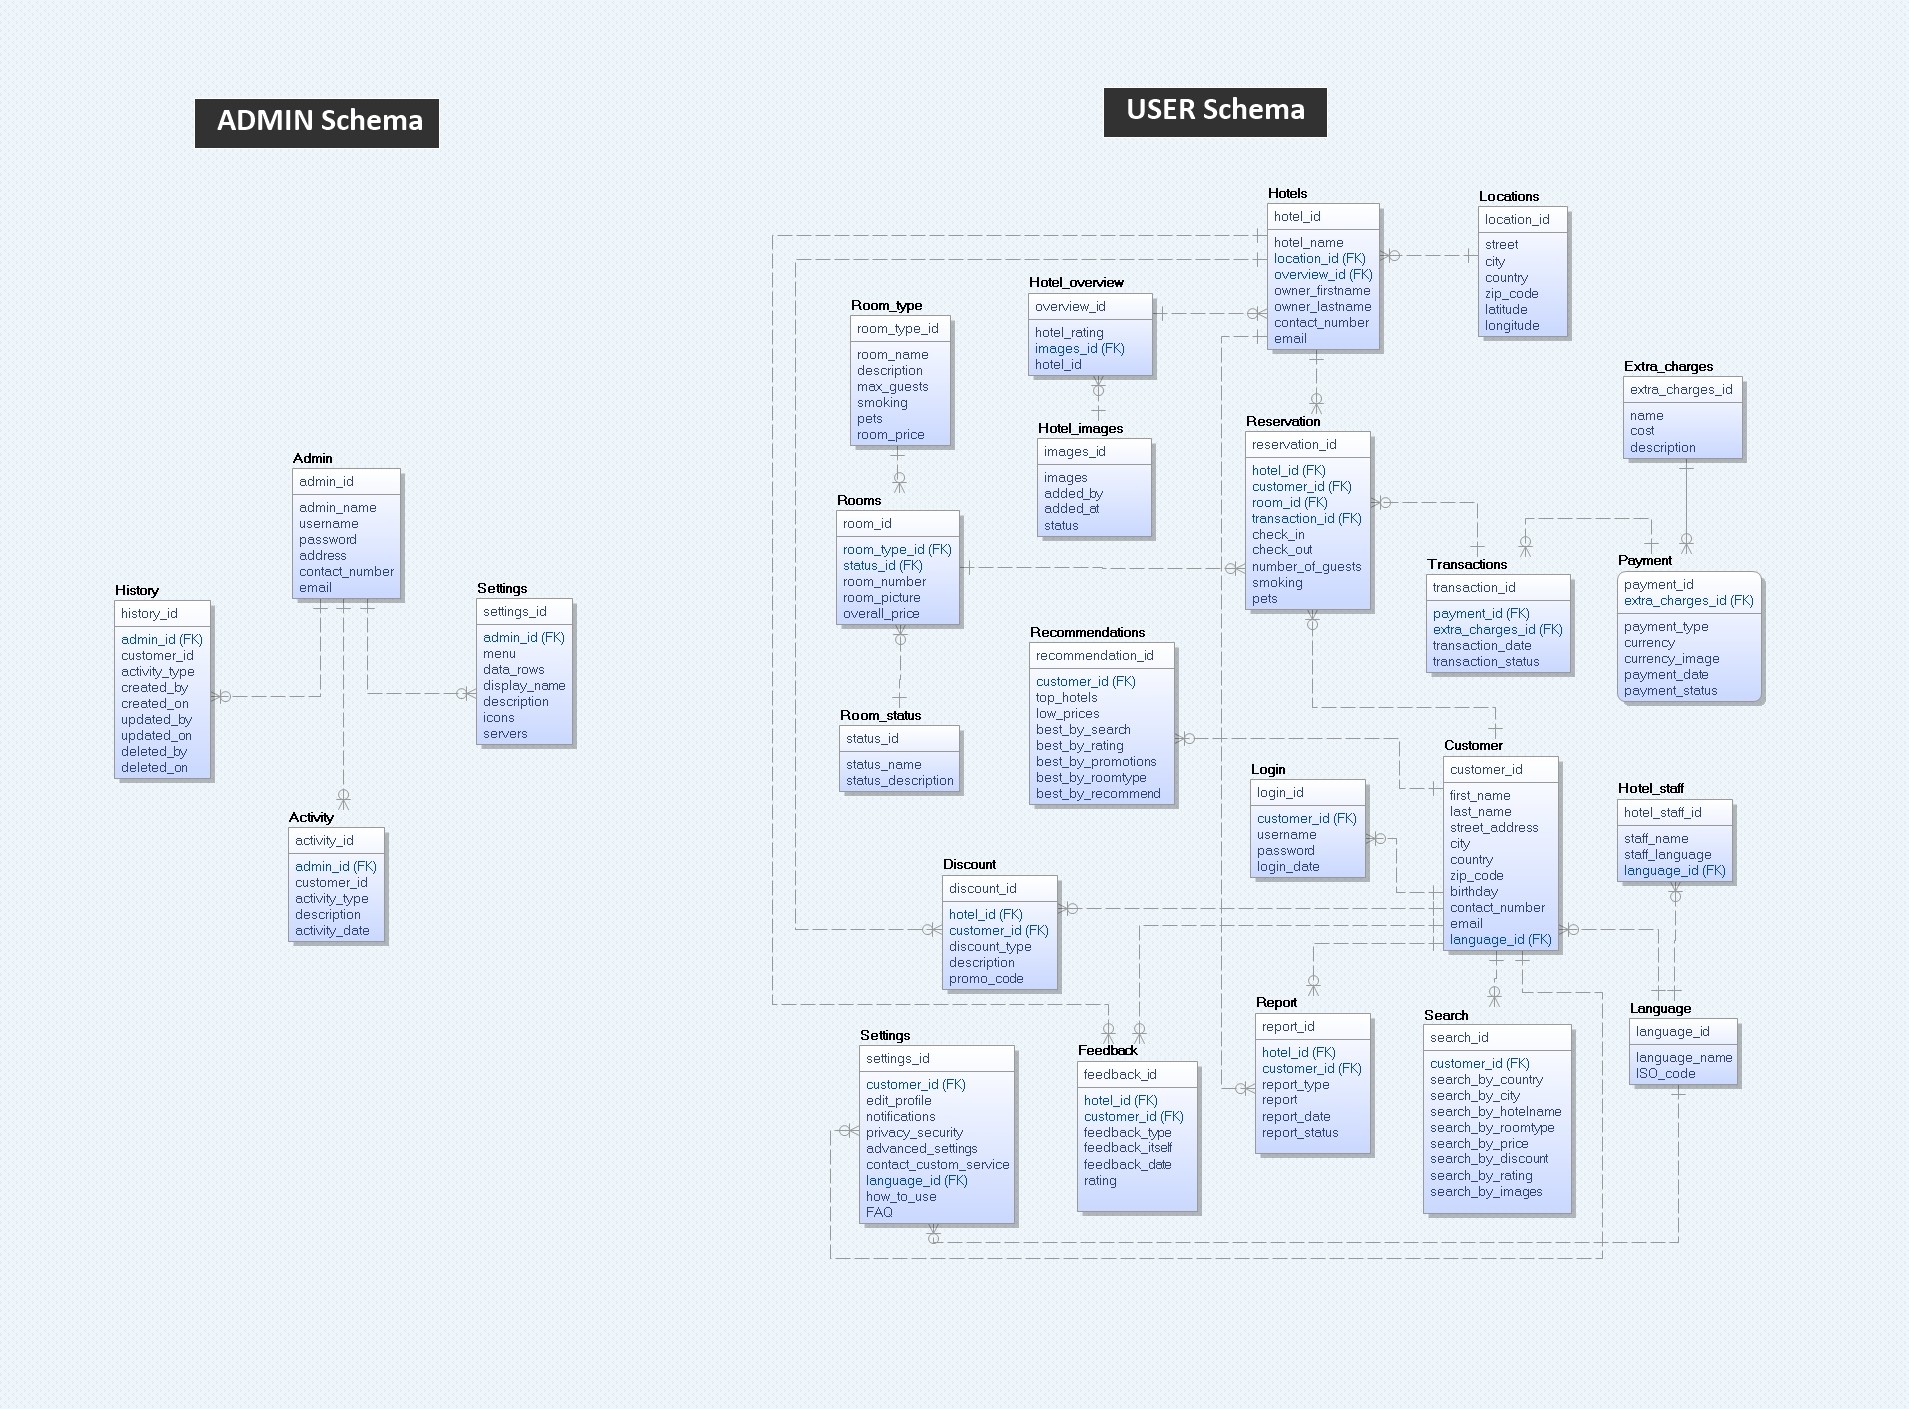 ADMIN Schema
USER Schema
Admin
admin_id
admin_name
username
password
address
contact_number
email
History
history_id
admin_id (FK)
customer_id
activity_type
created_by
created_on
updated_by
updated_on
deleted_by
deleted_on
Settings
settings_id
admin_id (FK)
menu
data_rows
display_name
description
icons
servers
Activity
activity_id
admin_id (FK)
customer_id
activity_type
description
activity_date
Hotels
hotel_id
hotel_name
location_id (FK)
overview_id (FK)
owner_firstname
owner_lastname
contact_number
email
Locations
location_id
street
city
country
zip_code
latitude
longitude
Hotel_overview
overview_id
hotel_rating
images_id (FK)
hotel_id
Room_type
room_type_id
room_name
description
max_guests
smoking
pets
room_price
Hotel_images
images_id
images
added_by
added_at
status
Extra_charges
extra_charges_id
name
cost
description
Reservation
reservation_id
hotel_id (FK)
customer_id (FK)
room_id (FK)
transaction_id (FK)
check_in
check_out
number_of_guests
smoking
pets
Rooms
room_id
room_type_id (FK)
status_id (FK)
room_number
room_picture
overall_price
Transactions
transaction_id
payment_id (FK)
extra_charges_id (FK)
transaction_date
transaction_status
Payment
payment_id
extra_charges_id (FK)
payment_type
currency
currency_image
payment_date
payment_status
Recommendations
recommendation_id
customer_id (FK)
top_hotels
low_prices
best_by_search
best_by_rating
best_by_promotions
best_by_roomtype
best_by_recommend
Room_status
status_id
status_name
status_description
Customer
customer_id
first_name
last_name
street_address
city
country
zip_code
birthday
contact_number
email
language_id (FK)
Login
login_id
customer_id (FK)
username
password
login_date
Hotel_staff
hotel_staff_id
staff_name
staff_language
language_id (FK)
Discount
discount_id
hotel_id (FK)
customer_id (FK)
discount_type
description
promo_code
Settings
settings_id
customer_id (FK)
edit_profile
notifications
privacy_security
advanced_settings
contact_custom_service
language_id (FK)
how_to_use
FAQ
Feedback
feedback_id
hotel_id (FK)
customer_id (FK)
feedback_type
feedback_itself
feedback_date
rating
Report
report_id
hotel_id (FK)
customer_id (FK)
report_type
report
report_date
report_status
Search
search_id
customer_id (FK)
search_by_country
search_by_city
search_by_hotelname
search_by_roomtype
search_by_price
search_by_discount
search_by_rating
search_by_images
Language
language_id
language_name
ISO_code